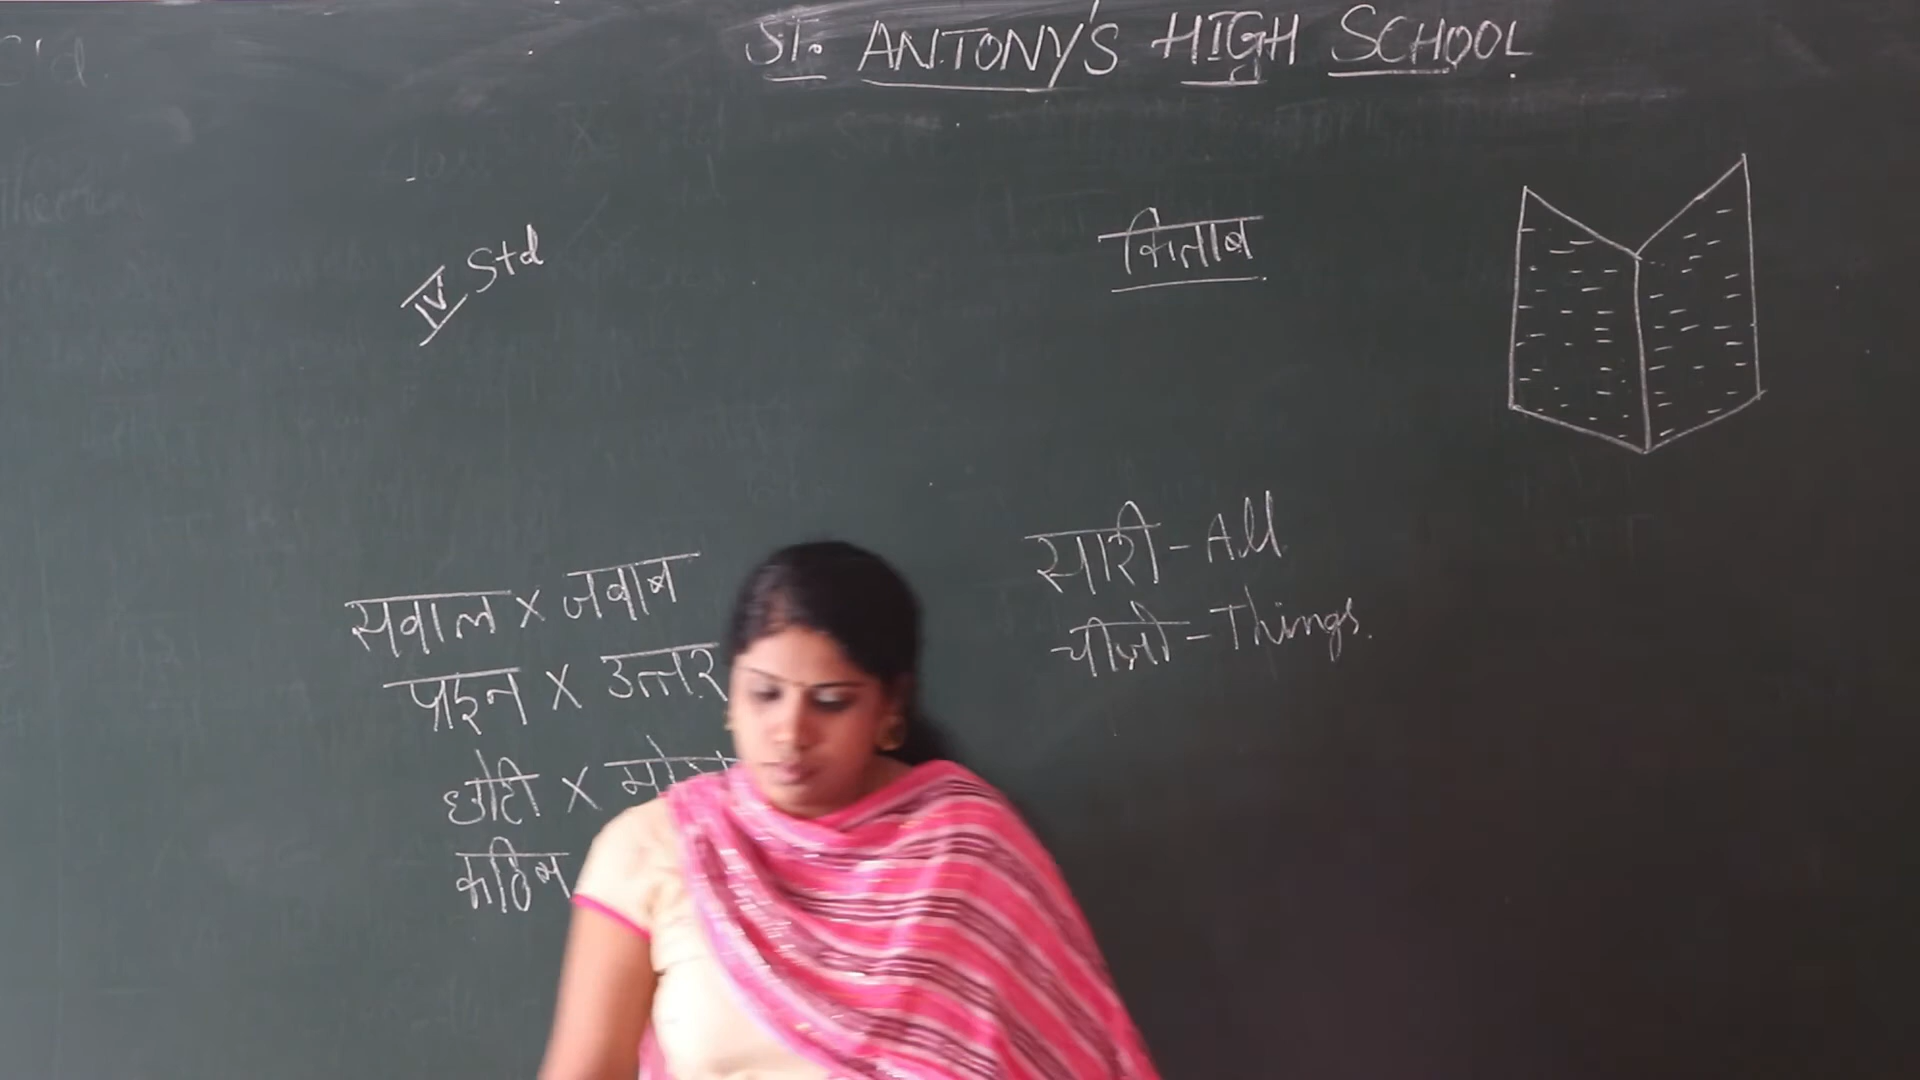 ST. ANTONY'S HIGH SCHOOL
IV Std
किताब
सवाल x जवाब
प्रश्न x उत्तर
छोटी x
कठिन
सारी - All
चीज़ों - Things.